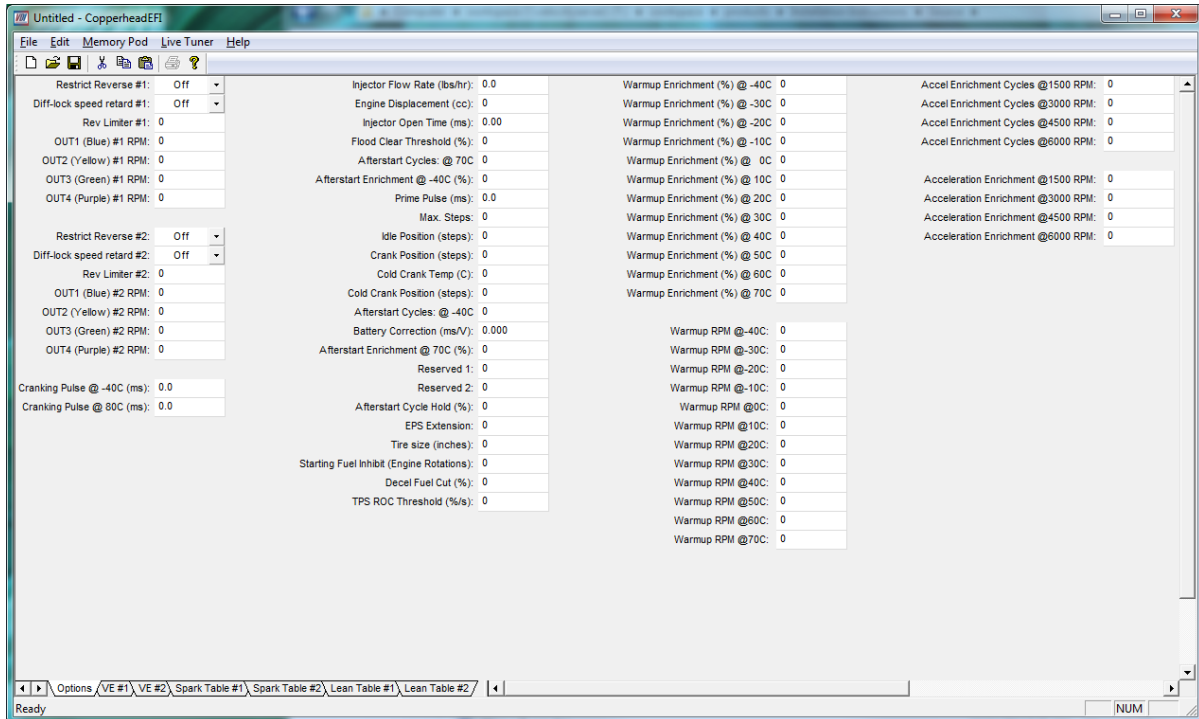 Untitled - CopperheadEFI
File Edit Memory Pod Live Tuner Help
Restrict Reverse #1: Off
Diff-lock speed retard #1: Off
Rev Limiter #1: 0
OUT1 (Blue) #1 RPM: 0
OUT2 (Yellow) #1 RPM: 0
OUT3 (Green) #1 RPM: 0
OUT4 (Purple) #1 RPM: 0
Restrict Reverse #2: Off
Diff-lock speed retard #2: Off
Rev Limiter #2: 0
OUT1 (Blue) #2 RPM: 0
OUT2 (Yellow) #2 RPM: 0
OUT3 (Green) #2 RPM: 0
OUT4 (Purple) #2 RPM: 0
Cranking Pulse @ -40C (ms): 0.0
Cranking Pulse @ 80C (ms): 0.0
Injector Flow Rate (lbs/hr): 0.0
Engine Displacement (cc): 0
Injector Open Time (ms): 0.00
Flood Clear Threshold (%): 0
Afterstart Cycles: @ 70C 0
Afterstart Enrichment @ -40C (%): 0
Prime Pulse (ms): 0.0
Max. Steps: 0
Idle Position (steps): 0
Crank Position (steps): 0
Cold Crank Temp (C): 0
Cold Crank Position (steps): 0
Afterstart Cycles: @ -40C 0
Battery Correction (ms/V): 0.000
Afterstart Enrichment @ 70C (%): 0
Reserved 1: 0
Reserved 2: 0
Afterstart Cycle Hold (%): 0
EPS Extension: 0
Tire size (inches): 0
Starting Fuel Inhibit (Engine Rotations): 0
Decel Fuel Cut (%): 0
TPS ROC Threshold (%/s): 0
Warmup Enrichment (%) @ -40C 0
Warmup Enrichment (%) @ -30C 0
Warmup Enrichment (%) @ -20C 0
Warmup Enrichment (%) @ -10C 0
Warmup Enrichment (%) @ 0C 0
Warmup Enrichment (%) @ 10C 0
Warmup Enrichment (%) @ 20C 0
Warmup Enrichment (%) @ 30C 0
Warmup Enrichment (%) @ 40C 0
Warmup Enrichment (%) @ 50C 0
Warmup Enrichment (%) @ 60C 0
Warmup Enrichment (%) @ 70C 0
Warmup RPM @-40C: 0
Warmup RPM @-30C: 0
Warmup RPM @-20C: 0
Warmup RPM @-10C: 0
Warmup RPM @0C: 0
Warmup RPM @10C: 0
Warmup RPM @20C: 0
Warmup RPM @30C: 0
Warmup RPM @40C: 0
Warmup RPM @50C: 0
Warmup RPM @60C: 0
Warmup RPM @70C: 0
Accel Enrichment Cycles @1500 RPM: 0
Accel Enrichment Cycles @3000 RPM: 0
Accel Enrichment Cycles @4500 RPM: 0
Accel Enrichment Cycles @6000 RPM: 0
Acceleration Enrichment @1500 RPM: 0
Acceleration Enrichment @3000 RPM: 0
Acceleration Enrichment @4500 RPM: 0
Acceleration Enrichment @6000 RPM: 0
Options VE #1 VE #2 Spark Table #1 Spark Table #2 Lean Table #1 Lean Table #2
Ready NUM